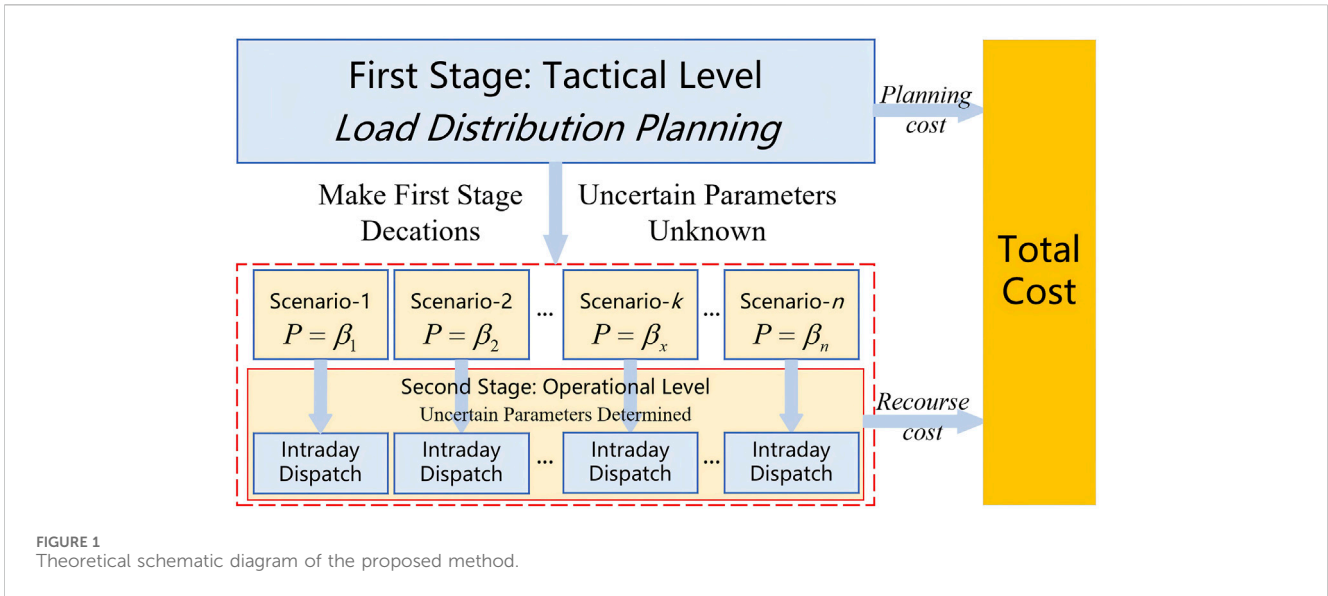 First Stage: Tactical Level
Load Distribution Planning
Planning
cost
Make First Stage
Decations
Uncertain Parameters
Unknown
Total
Cost
Scenario-1
P = β₁
Scenario-2
P = β₂
...
Scenario-k
P = βₓ
...
Scenario-n
P = βₙ
Second Stage: Operational Level
Uncertain Parameters Determined
Recourse
cost
Intraday
Dispatch
Intraday
Dispatch
...
Intraday
Dispatch
...
Intraday
Dispatch
FIGURE 1
Theoretical schematic diagram of the proposed method.